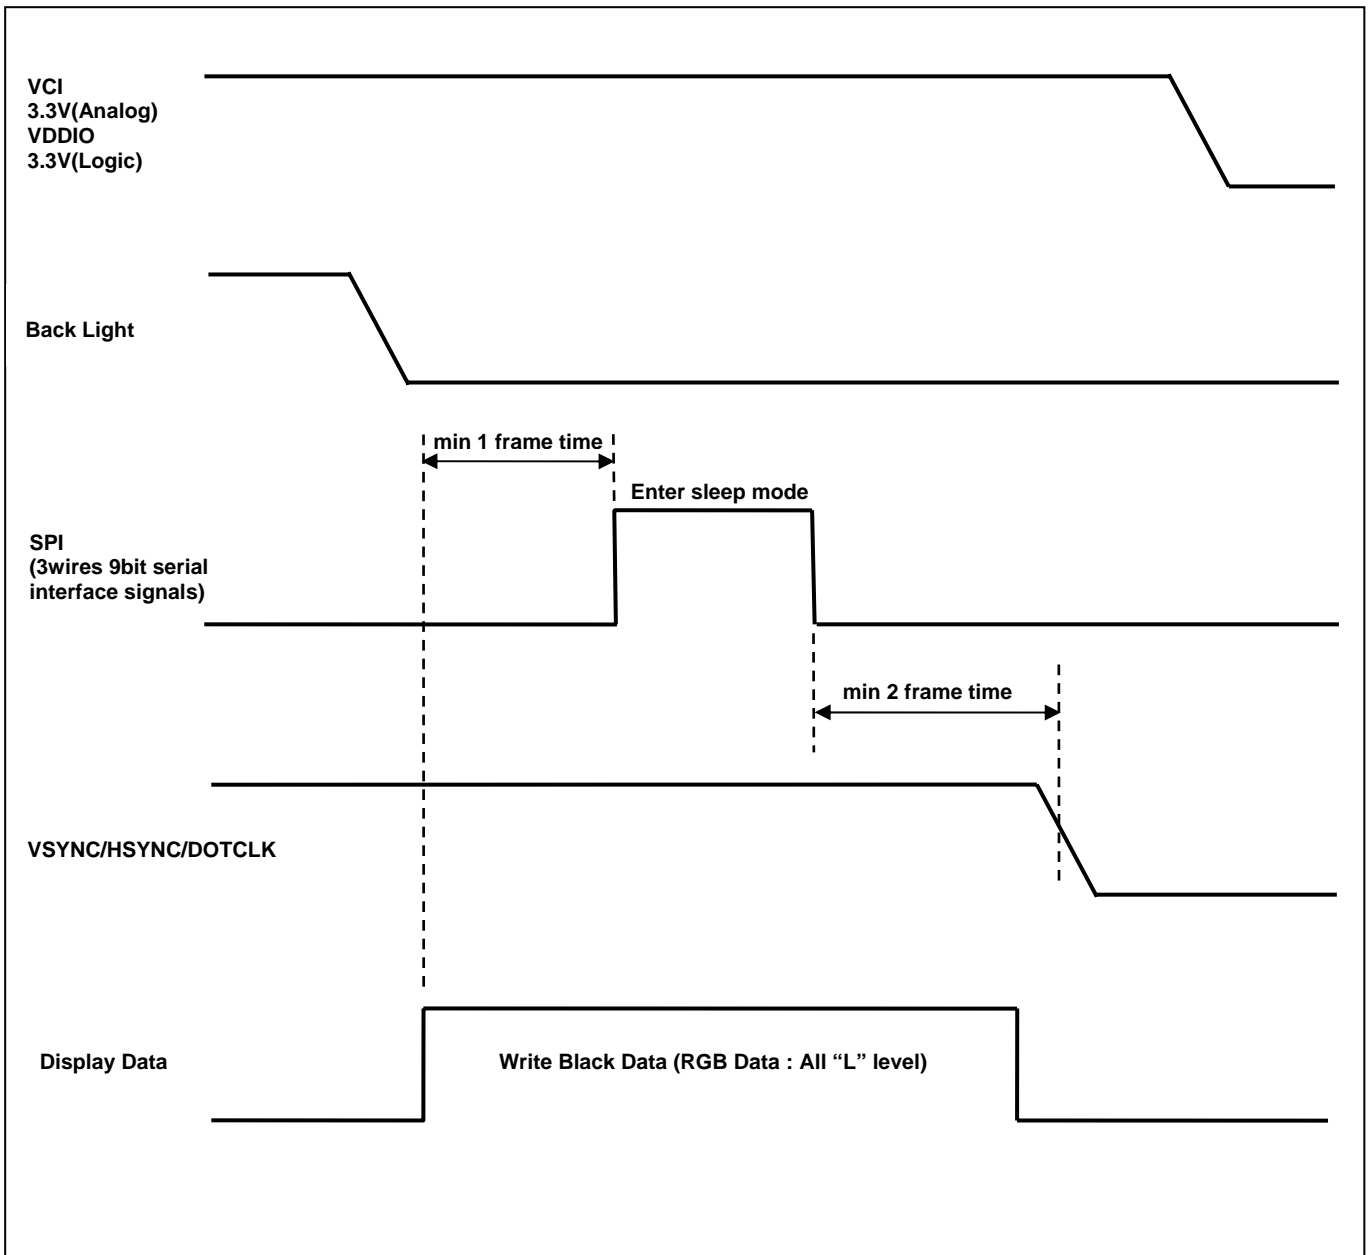 VCI
3.3V(Analog)
VDDIO
3.3V(Logic)
Back Light
min 1 frame time
Enter sleep mode
SPI
(3wires 9bit serial
interface signals)
min 2 frame time
VSYNC/HSYNC/DOTCLK
Display Data
Write Black Data (RGB Data : All “L” level)